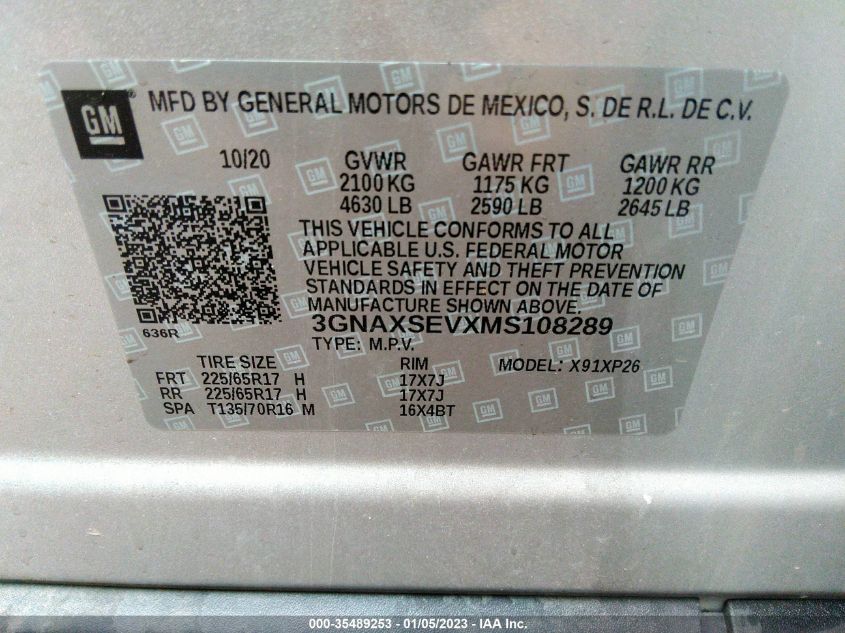 GM MFD BY GENERAL MOTORS DE MEXICO, S. DE R.L. DE C.V.
10/20 GVWR GAWR FRT GAWR RR
2100 KG 1175 KG 1200 KG
4630 LB 2590 LB 2645 LB
THIS VEHICLE CONFORMS TO ALL
APPLICABLE U.S. FEDERAL MOTOR
VEHICLE SAFETY AND THEFT PREVENTION
STANDARDS IN EFFECT ON THE DATE OF
MANUFACTURE SHOWN ABOVE.
636R 3GNAXSEVXMS108289
TYPE: M.P.V.
TIRE SIZE RIM MODEL: X91XP26
FRT 225/65R17 H 17X7J
RR 225/65R17 H 17X7J
SPA T135/70R16 M 16X4BT
000-35489253 - 01/05/2023 - IAA Inc.